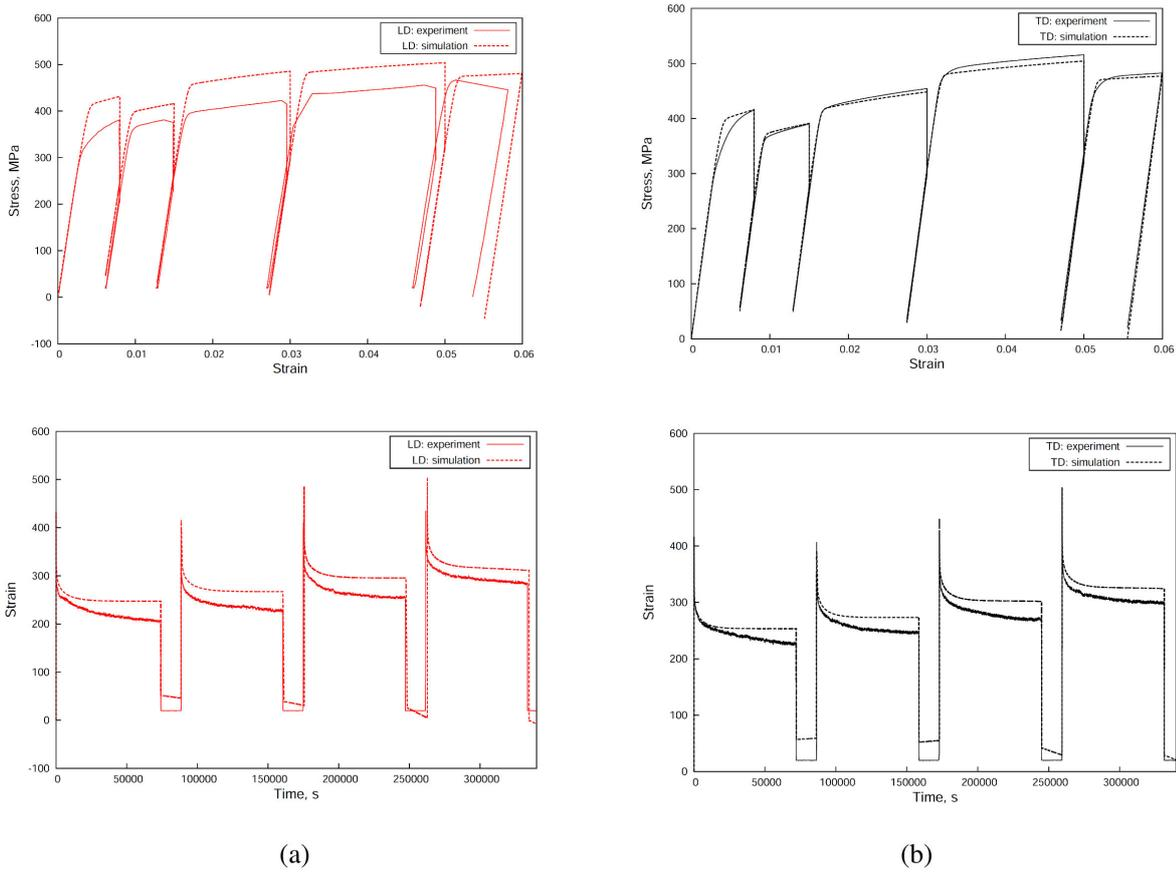 600
500
400
300
200
100
0
-100
Stress, MPa
LD: experiment
LD: simulation
0 0.01 0.02 0.03 0.04 0.05 0.06
Strain
600
500
400
300
200
100
0
Stress, MPa
TD: experiment
TD: simulation
0 0.01 0.02 0.03 0.04 0.05 0.06
Strain
600
500
400
300
200
100
0
-100
Strain
LD: experiment
LD: simulation
0 50000 100000 150000 200000 250000 300000
Time, s
600
500
400
300
200
100
0
Strain
TD: experiment
TD: simulation
0 50000 100000 150000 200000 250000 300000
Time, s
(a)
(b)